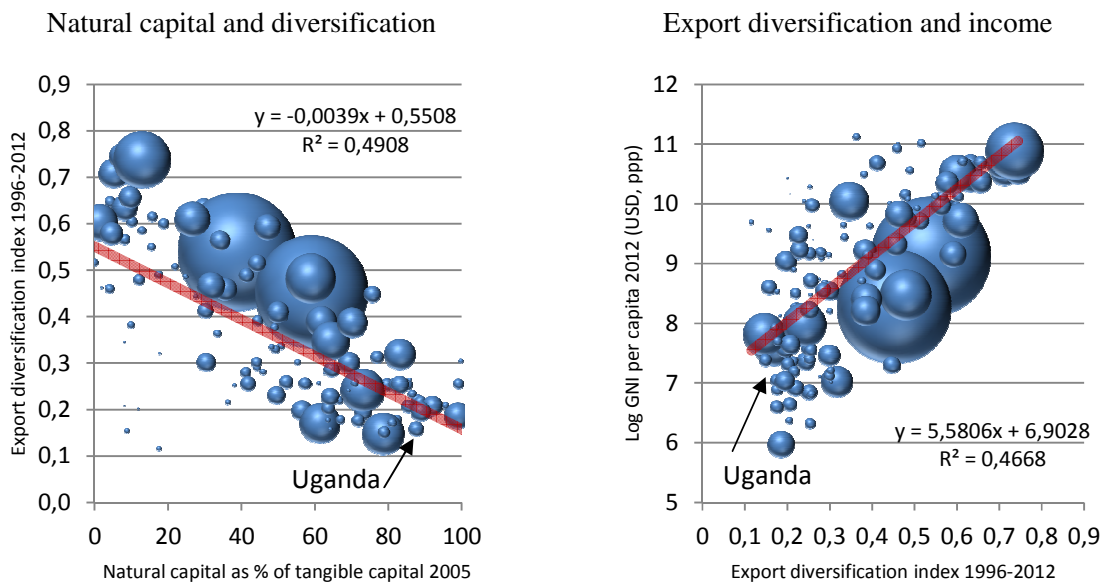 Natural capital and diversification
Export diversification index 1996-2012
0,9
0,8
0,7
0,6
0,5
0,4
0,3
0,2
0,1
0,0
y = -0,0039x + 0,5508
R² = 0,4908
Uganda
0 20 40 60 80 100
Natural capital as % of tangible capital 2005
Export diversification and income
Log GNI per capita 2012 (USD, ppp)
12
11
10
9
8
7
6
5
y = 5,5806x + 6,9028
R² = 0,4668
Uganda
0 0,1 0,2 0,3 0,4 0,5 0,6 0,7 0,8 0,9
Export diversification index 1996-2012